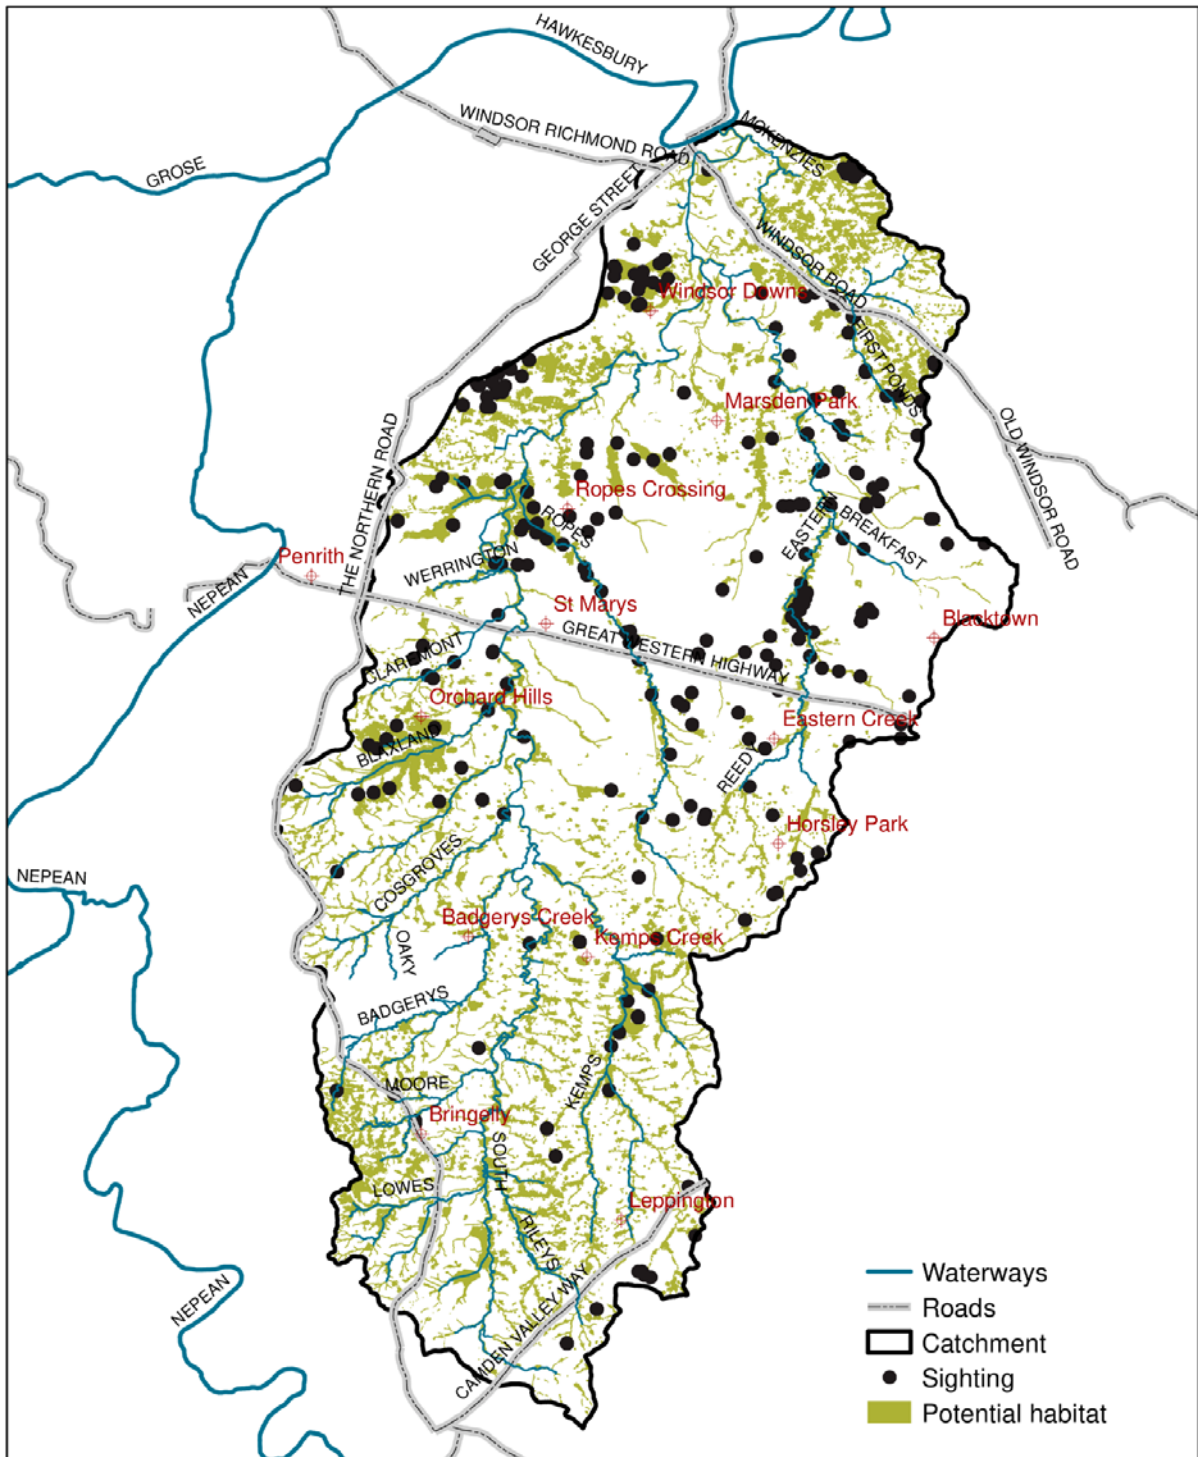 HAWKESBURY
WINDSOR RICHMOND ROAD
MCKENZIES
GROSE
GEORGE STREET
WINDSOR ROAD
Windsor Downs
FIRST PONDS
Marsden Park
OLD WINDSOR ROAD
THE NORTHERN ROAD
Ropes Crossing
ROPES
EASTERN
BREAKFAST
Penrith
WERRINGTON
NEPEAN
St Marys
Blacktown
GREAT WESTERN HIGHWAY
CLAREMONT
Orchard Hills
Eastern Creek
BLAXLAND
REEDY
Horsley Park
COSGROVES
NEPEAN
Badgerys Creek
OAKY
Kemps Creek
BADGERYS
KEMPS
MOORE
Bringelly
SOUTH
LOWES
Leppington
RILEYS
NEPEAN
CAMDEN VALLEY WAY
Waterways
Roads
Catchment
Sighting
Potential habitat